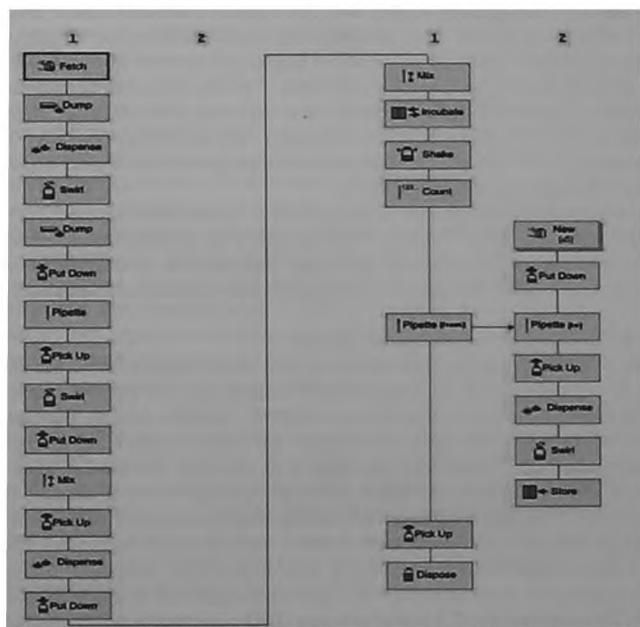 1 2 1 2
Fetch
Dump
Dispense
Swirl
Dump
Put Down
Pipette
Pick Up
Swirl
Put Down
Mix
Pick Up
Dispense
Put Down
Mix
Incubate
Shake
Count
Pipette
Pick Up
Dispose
New
Put Down
Pipette
Pick Up
Dispense
Swirl
Store